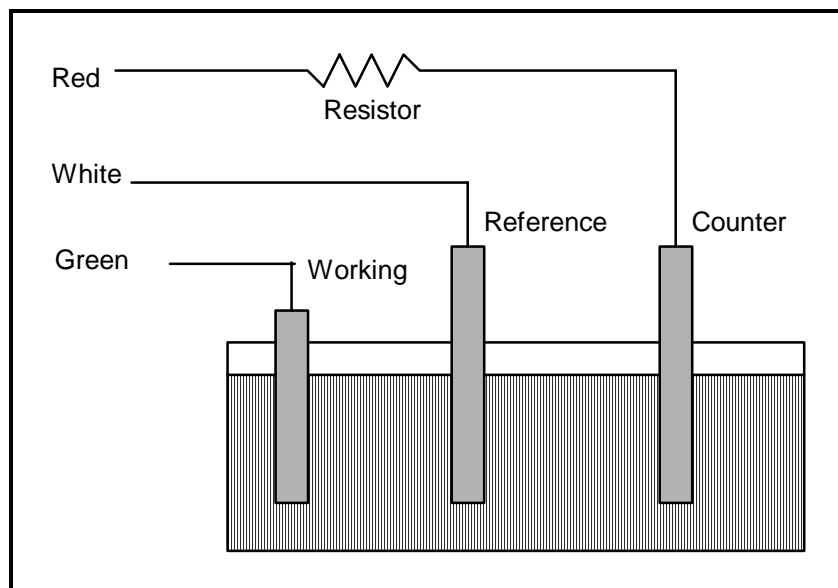 Red
Resistor
White
Reference
Counter
Green
Working